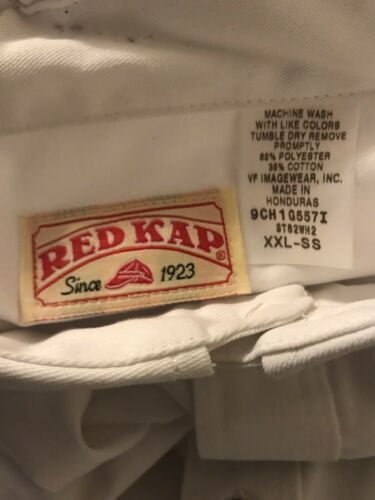 RED KAP®
Since 1923
MACHINE WASH
WITH LIKE COLORS
TUMBLE DRY REMOVE
PROMPTLY
65% POLYESTER
35% COTTON
VF IMAGEWEAR, INC.
MADE IN
HONDURAS
9CH1G557I
ST62WH2
XXL-SS